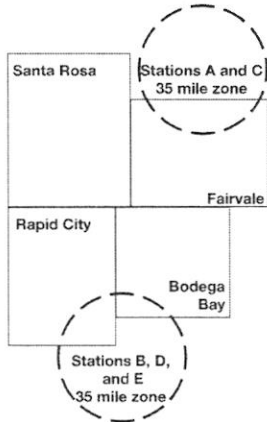 Santa Rosa
Stations A and C
35 mile zone
Fairvale
Rapid City
Bodega
Bay
Stations B, D,
and E
35 mile zone